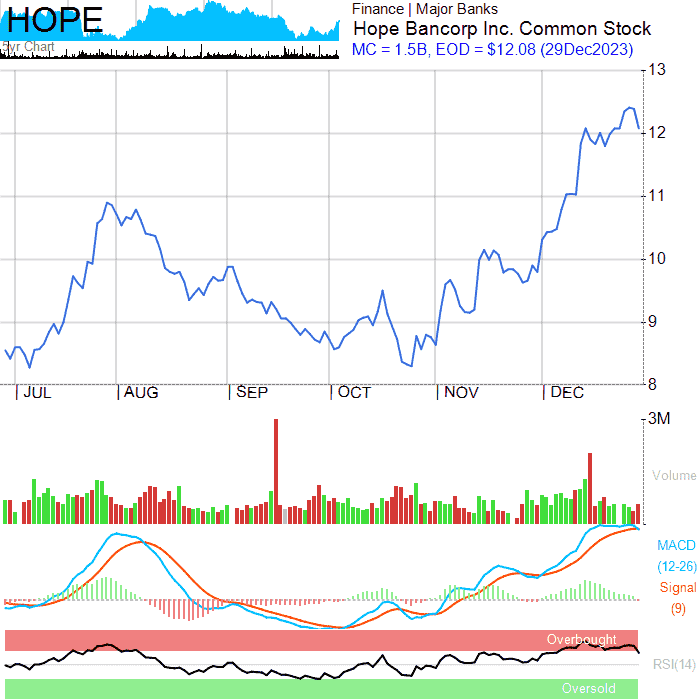 HOPE
5yr Chart
Finance | Major Banks
Hope Bancorp Inc. Common Stock
MC = 1.5B, EOD = $12.08 (29Dec2023)
13
12
11
10
9
8
JUL AUG SEP OCT NOV DEC
3M
Volume
MACD
(12-26)
Signal
(9)
Overbought
RSI(14)
Oversold